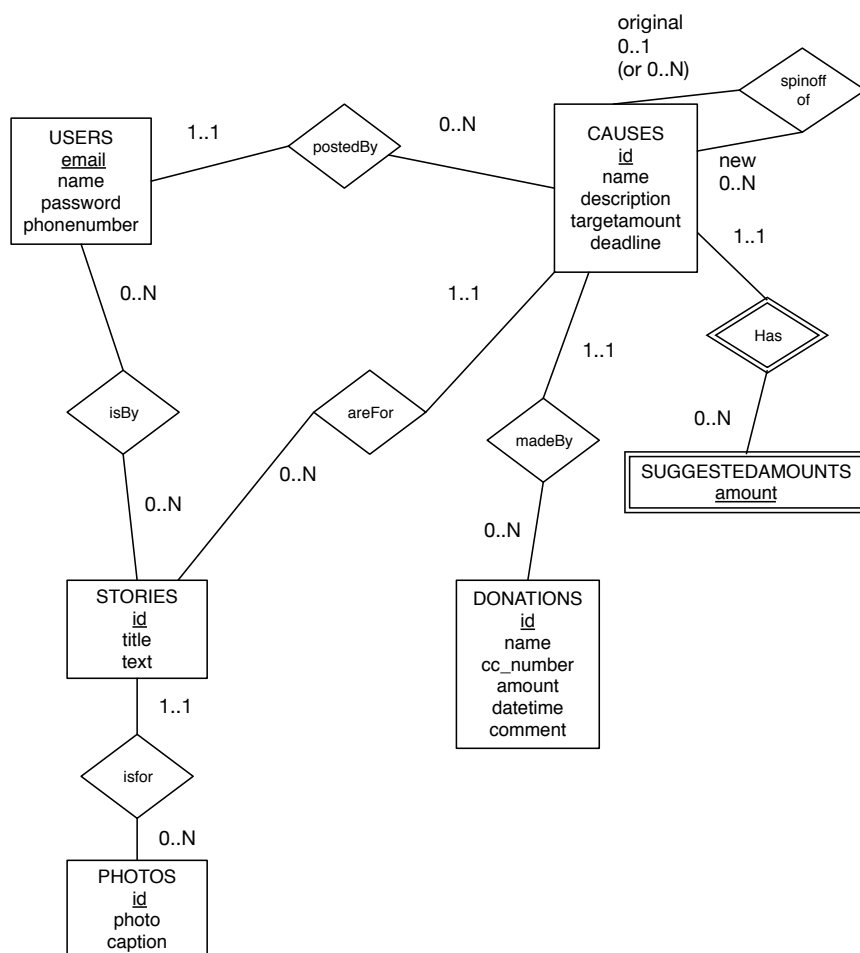 original
0..1
(or 0..N)
spinoff
of
USERS
email
name
password
phonenumber
1..1
postedBy
0..N
CAUSES
id
name
description
targetamount
deadline
new
0..N
1..1
Has
0..N
SUGGESTEDAMOUNTS
amount
0..N
isBy
0..N
1..1
areFor
0..N
1..1
madeBy
0..N
STORIES
id
title
text
DONATIONS
id
name
cc_number
amount
datetime
comment
1..1
isfor
0..N
PHOTOS
id
photo
caption